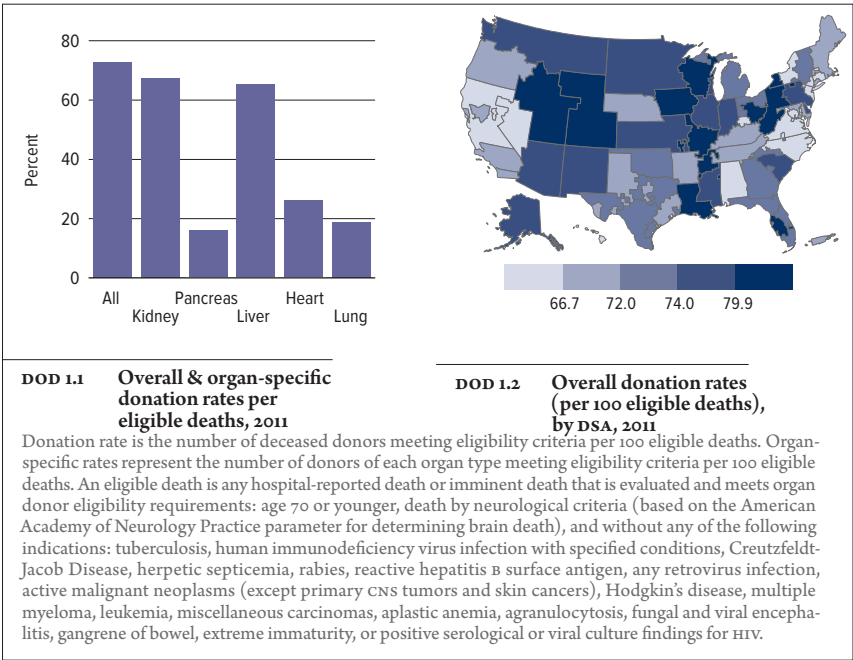 80
60
40
20
0
Percent
All
Kidney
Pancreas
Liver
Heart
Lung
66.7 72.0 74.0 79.9
DOD 1.1 Overall & organ-specific
donation rates per
eligible deaths, 2011
DOD 1.2 Overall donation rates
(per 100 eligible deaths),
by DSA, 2011
Donation rate is the number of deceased donors meeting eligibility criteria per 100 eligible deaths. Organ-
specific rates represent the number of donors of each organ type meeting eligibility criteria per 100 eligible
deaths. An eligible death is any hospital-reported death or imminent death that is evaluated and meets organ
donor eligibility requirements: age 70 or younger, death by neurological criteria (based on the American
Academy of Neurology Practice parameter for determining brain death), and without any of the following
indications: tuberculosis, human immunodeficiency virus infection with specified conditions, Creutzfeldt-
Jacob Disease, herpetic septicemia, rabies, reactive hepatitis B surface antigen, any retrovirus infection,
active malignant neoplasms (except primary CNS tumors and skin cancers), Hodgkin's disease, multiple
myeloma, leukemia, miscellaneous carcinomas, aplastic anemia, agranulocytosis, fungal and viral encepha-
litis, gangrene of bowel, extreme immaturity, or positive serological or viral culture findings for HIV.